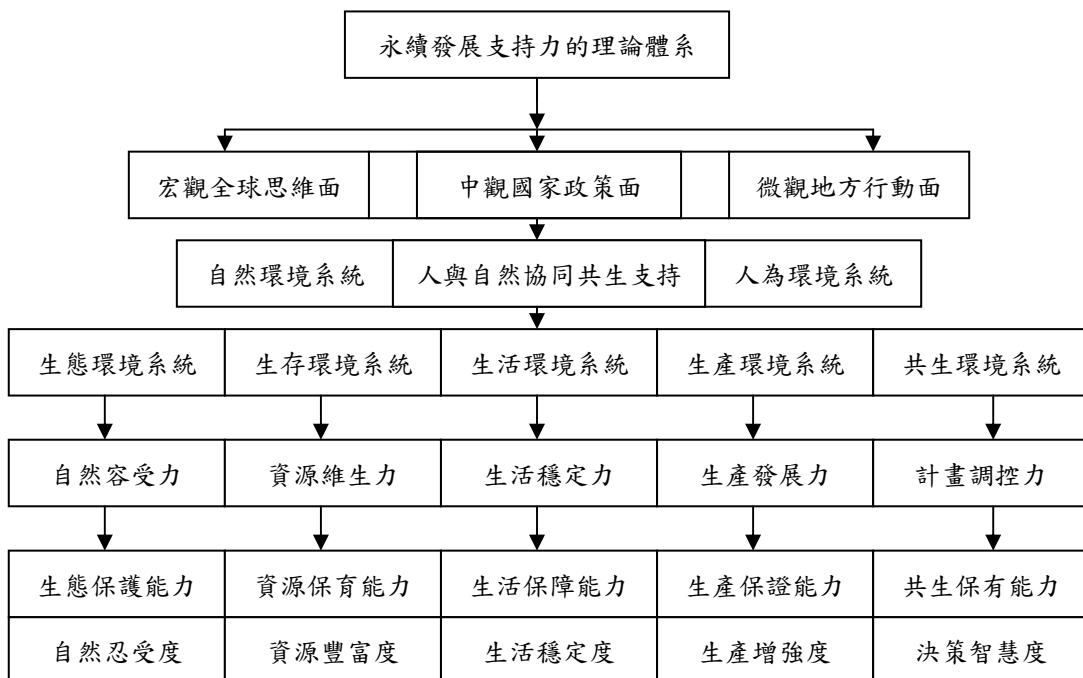 永續發展支持力的理論體系
宏觀全球思維面 中觀國家政策面 微觀地方行動面
自然環境系統 人與自然協同共生支持 人為環境系統
生態環境系統 生存環境系統 生活環境系統 生產環境系統 共生環境系統
自然容受力 資源維生力 生活穩定力 生產發展力 計畫調控力
生態保護能力 資源保育能力 生活保障能力 生產保證能力 共生保有能力
自然忍受度 資源豐富度 生活穩定度 生產增強度 決策智慧度